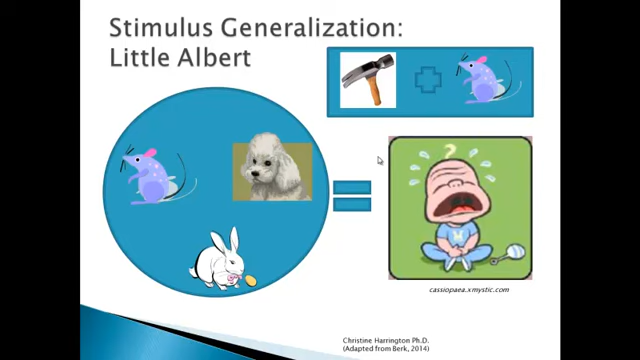 Stimulus Generalization:
Little Albert
?
cassiopaea.xmystic.com
Christine Harrington Ph.D.
(Adapted from Berk, 2014)